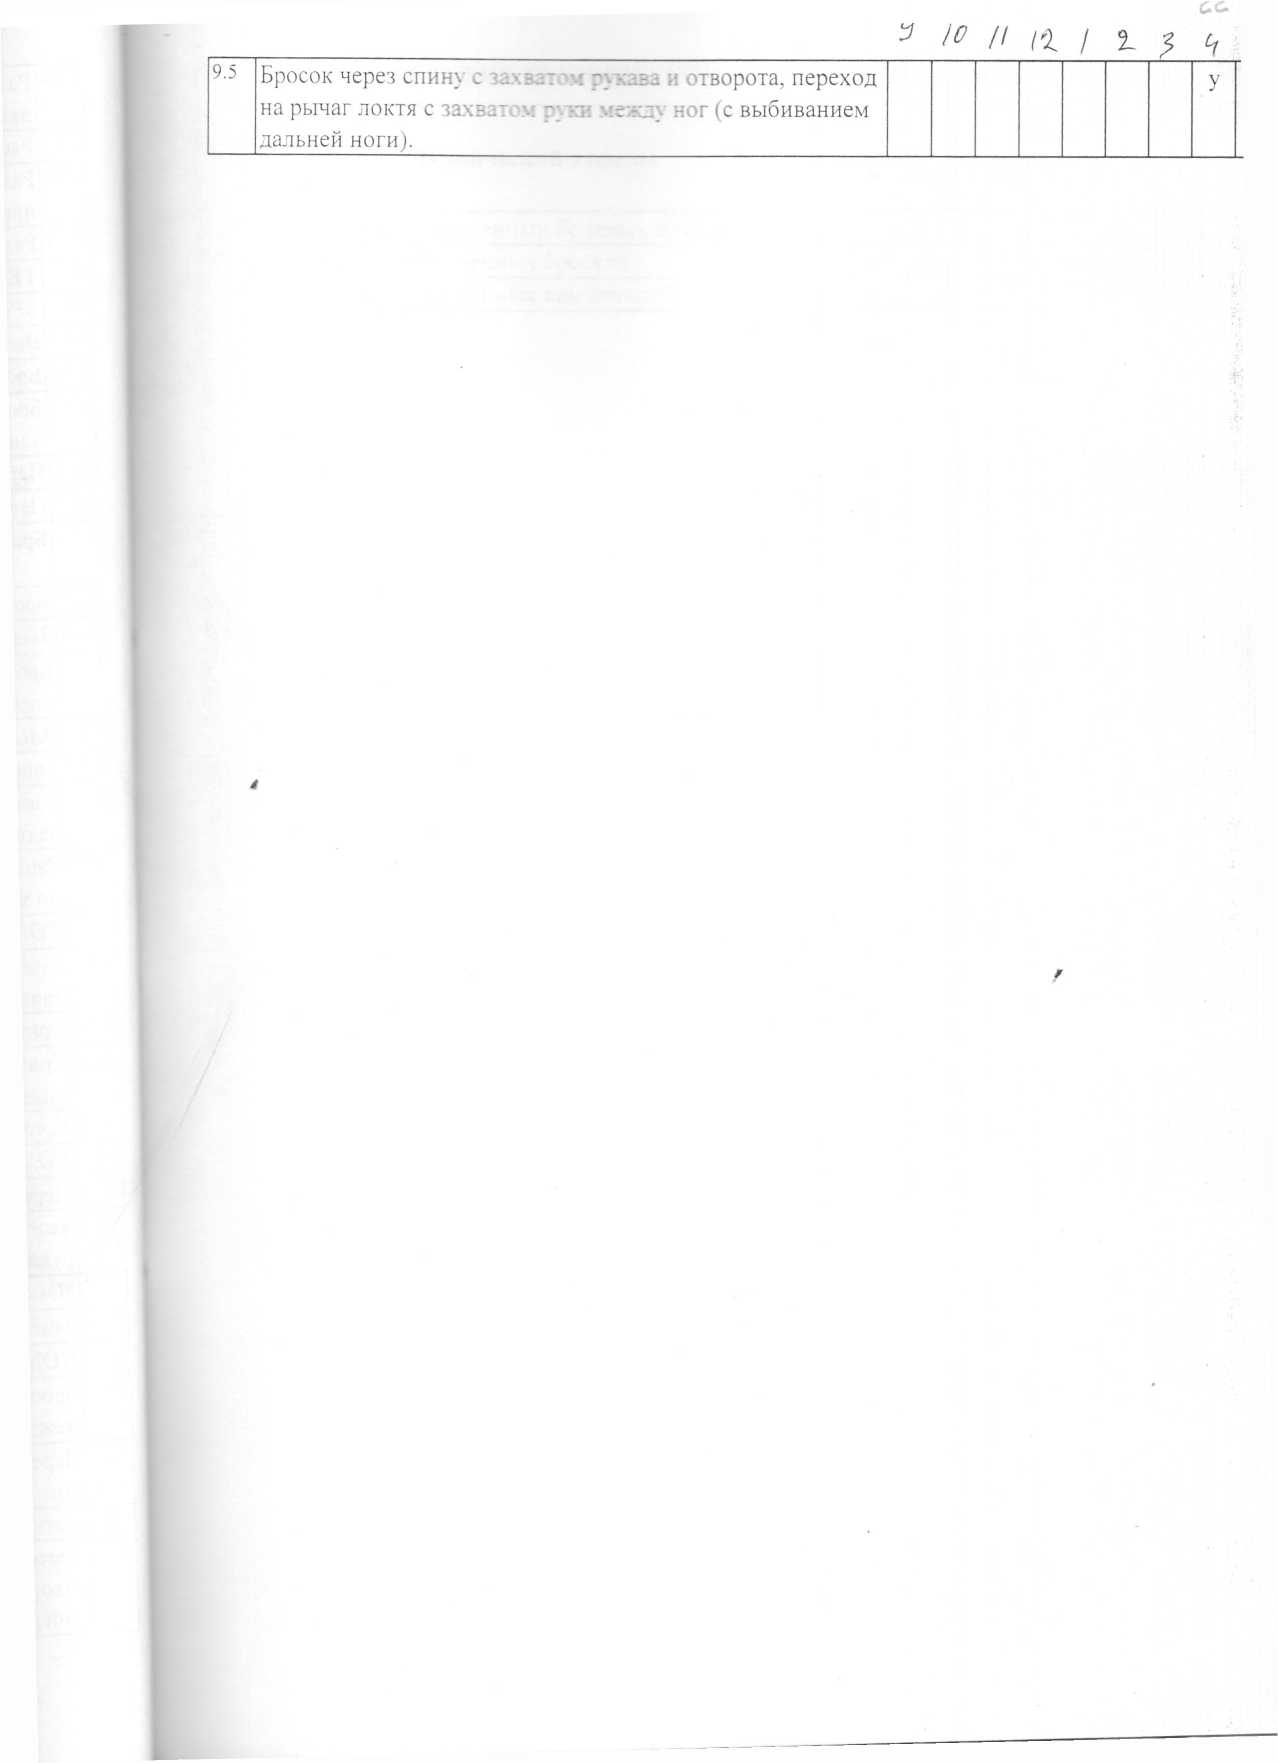 9 10 11 12 1 2 3 4
9.5 Бросок через спину с захватом рукава и отворота, переход у
на рычаг локтя с захватом руки между ног (с выбиванием
дальней ноги).